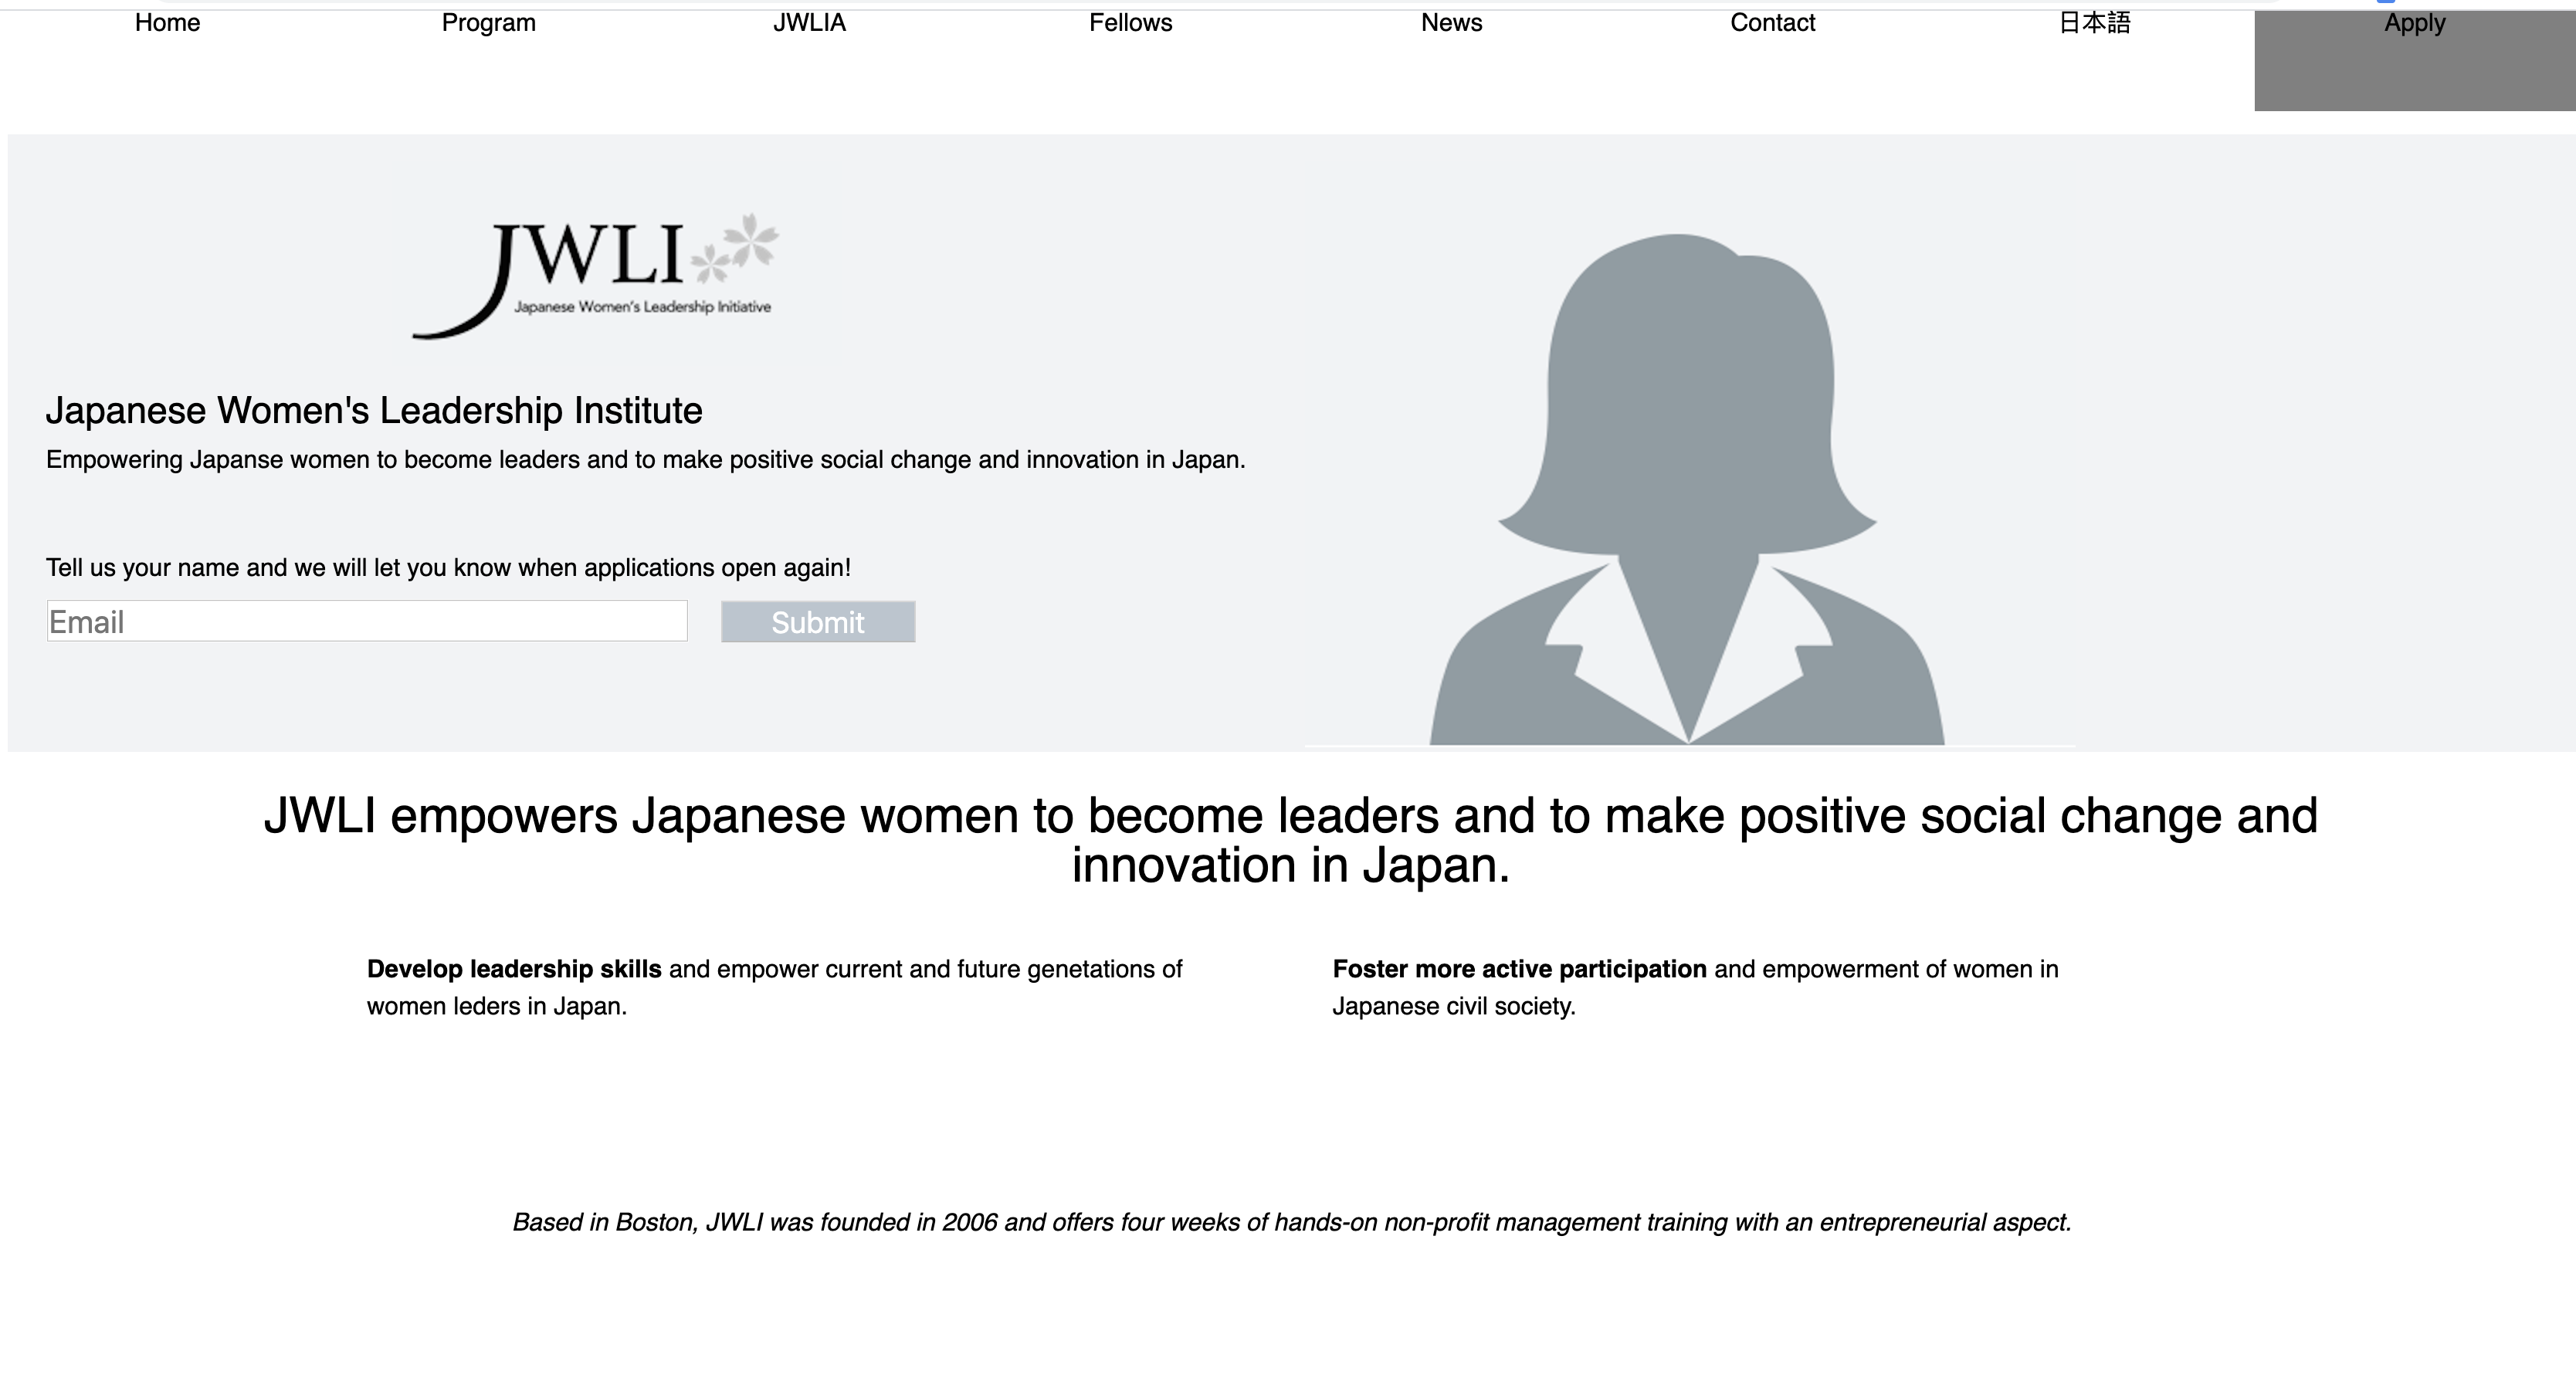 Home Program JWLIA Fellows News Contact 日本語 Apply
JWLI
Japanese Women's Leadership Initiative
Japanese Women's Leadership Institute
Empowering Japanse women to become leaders and to make positive social change and innovation in Japan.
Tell us your name and we will let you know when applications open again!
Email Submit
JWLI empowers Japanese women to become leaders and to make positive social change and
innovation in Japan.
Develop leadership skills and empower current and future genetations of
women leders in Japan.
Foster more active participation and empowerment of women in
Japanese civil society.
Based in Boston, JWLI was founded in 2006 and offers four weeks of hands-on non-profit management training with an entrepreneurial aspect.